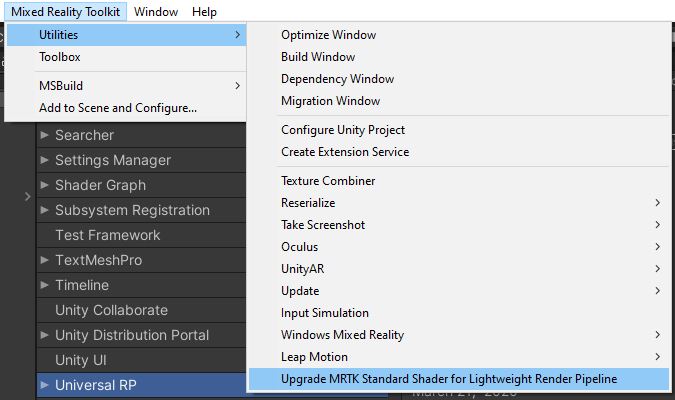 Mixed Reality Toolkit Window Help
Utilities
Toolbox
MSBuild
Add to Scene and Configure...
Optimize Window
Build Window
Dependency Window
Migration Window
Configure Unity Project
Create Extension Service
Texture Combiner
Reserialize
Take Screenshot
Oculus
UnityAR
Update
Input Simulation
Windows Mixed Reality
Leap Motion
Upgrade MRTK Standard Shader for Lightweight Render Pipeline
Searcher
Settings Manager
Shader Graph
Subsystem Registration
Test Framework
TextMeshPro
Timeline
Unity Collaborate
Unity Distribution Portal
Unity UI
Universal RP